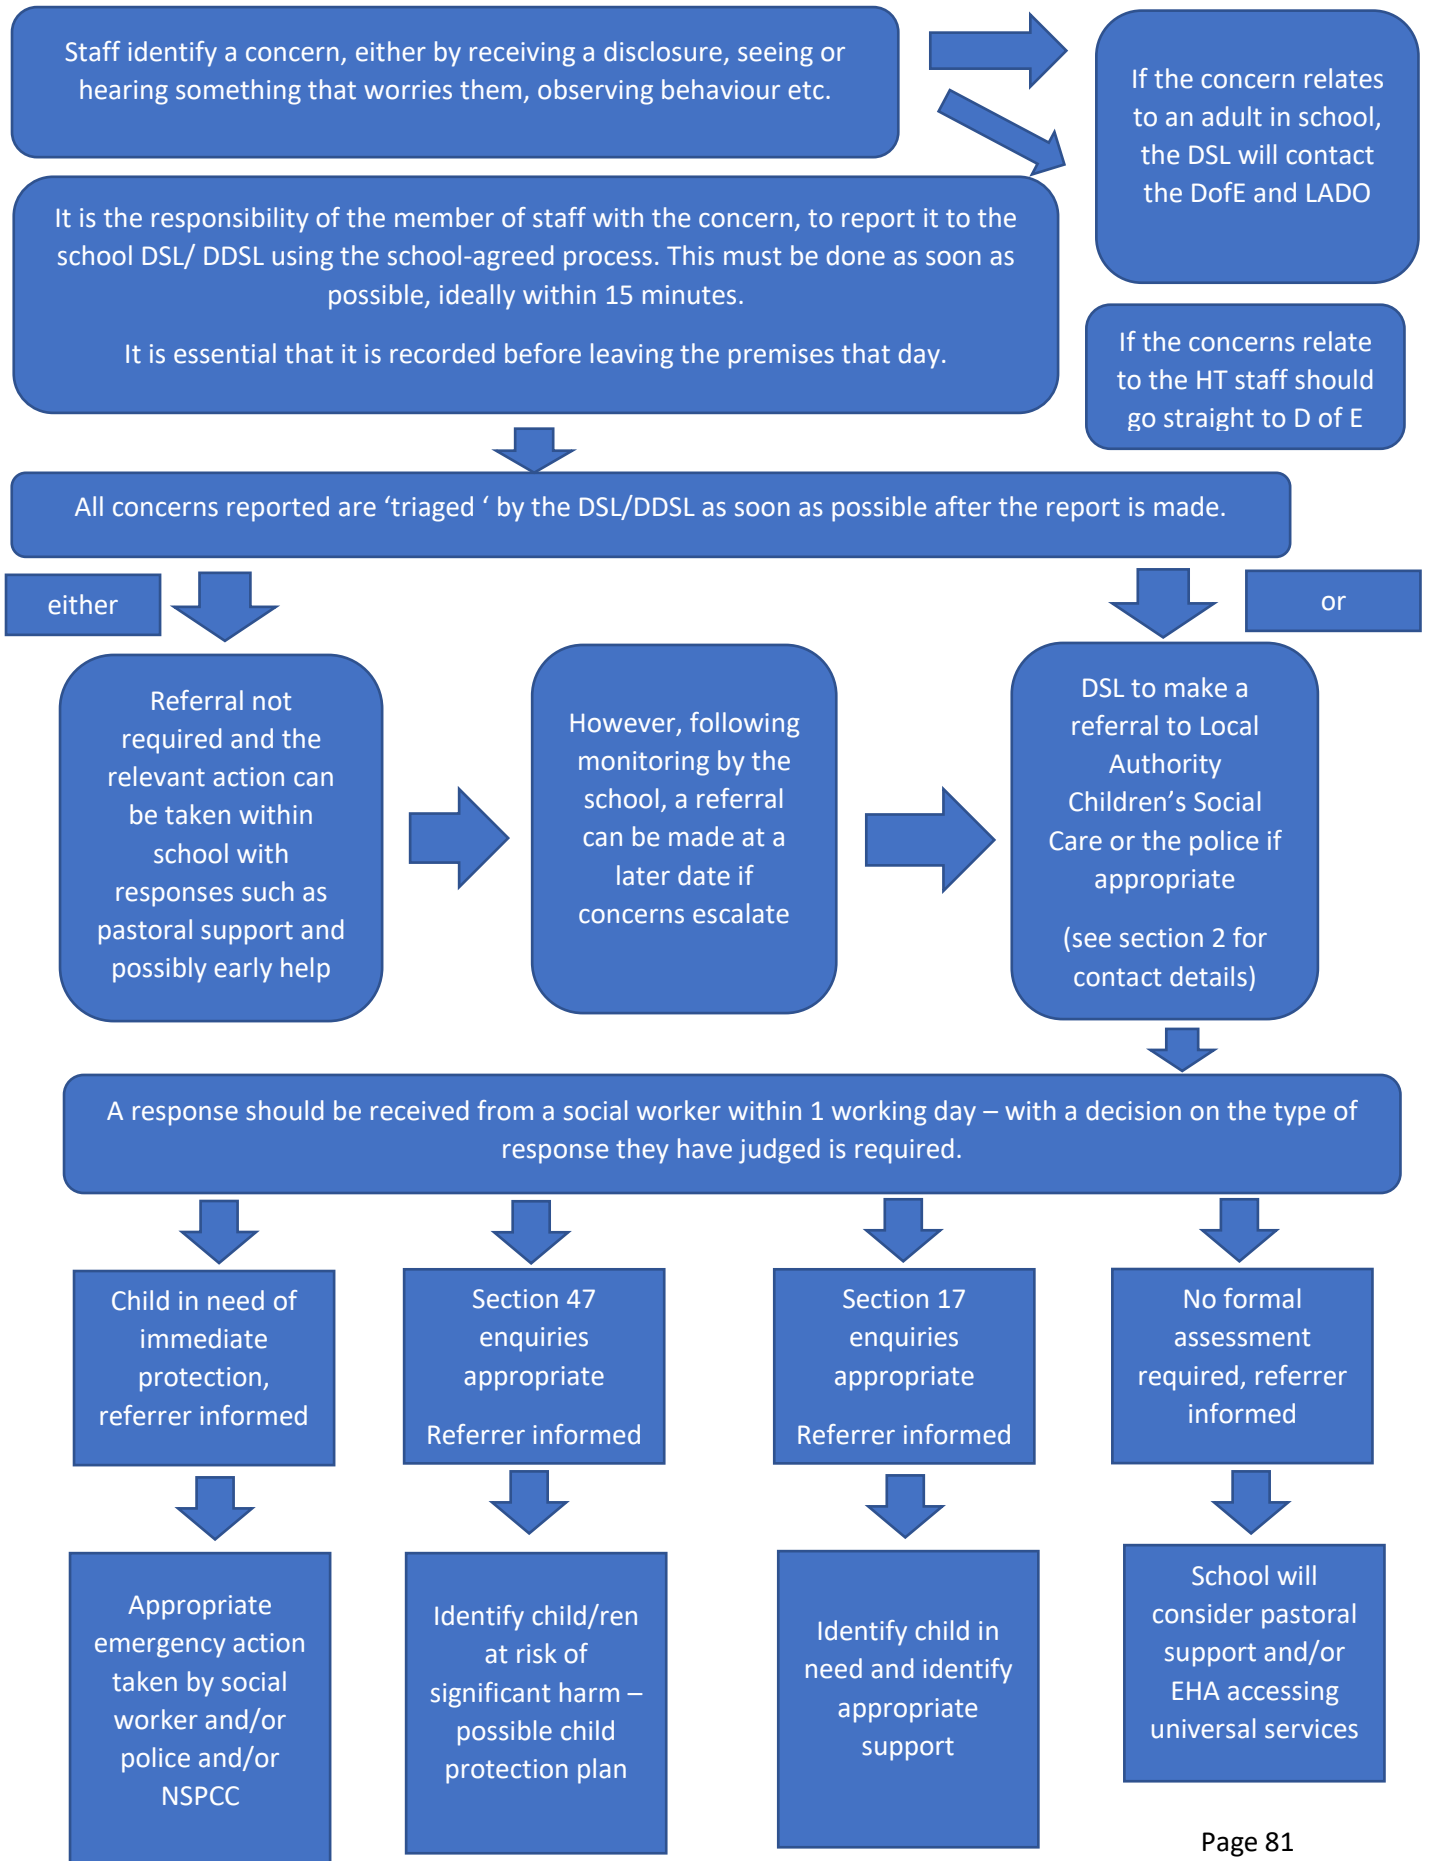 Staff identify a concern, either by receiving a disclosure, seeing or
hearing something that worries them, observing behaviour etc.
If the concern relates
to an adult in school,
the DSL will contact
the DofE and LADO
It is the responsibility of the member of staff with the concern, to report it to the
school DSL/ DDSL using the school-agreed process. This must be done as soon as
possible, ideally within 15 minutes.
It is essential that it is recorded before leaving the premises that day.
If the concerns relate
to the HT staff should
go straight to D of E
All concerns reported are ‘triaged ‘ by the DSL/DDSL as soon as possible after the report is made.
either
or
Referral not
required and the
relevant action can
be taken within
school with
responses such as
pastoral support and
possibly early help
However, following
monitoring by the
school, a referral
can be made at a
later date if
concerns escalate
DSL to make a
referral to Local
Authority
Children’s Social
Care or the police if
appropriate
(see section 2 for
contact details)
A response should be received from a social worker within 1 working day – with a decision on the type of
response they have judged is required.
Child in need of
immediate
protection,
referrer informed
Section 47
enquiries
appropriate
Referrer informed
Section 17
enquiries
appropriate
Referrer informed
No formal
assessment
required, referrer
informed
Appropriate
emergency action
taken by social
worker and/or
police and/or
NSPCC
Identify child/ren
at risk of
significant harm –
possible child
protection plan
Identify child in
need and identify
appropriate
support
School will
consider pastoral
support and/or
EHA accessing
universal services
Page 81